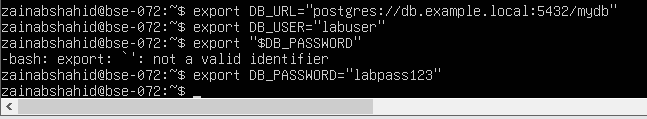 zainabshahid@bse-072:~$ export DB_URL="postgres://db.example.local:5432/mydb"
zainabshahid@bse-072:~$ export DB_USER="labuser"
zainabshahid@bse-072:~$ export "$DB_PASSWORD"
-bash: export: `': not a valid identifier
zainabshahid@bse-072:~$ export DB_PASSWORD="labpass123"
zainabshahid@bse-072:~$ _